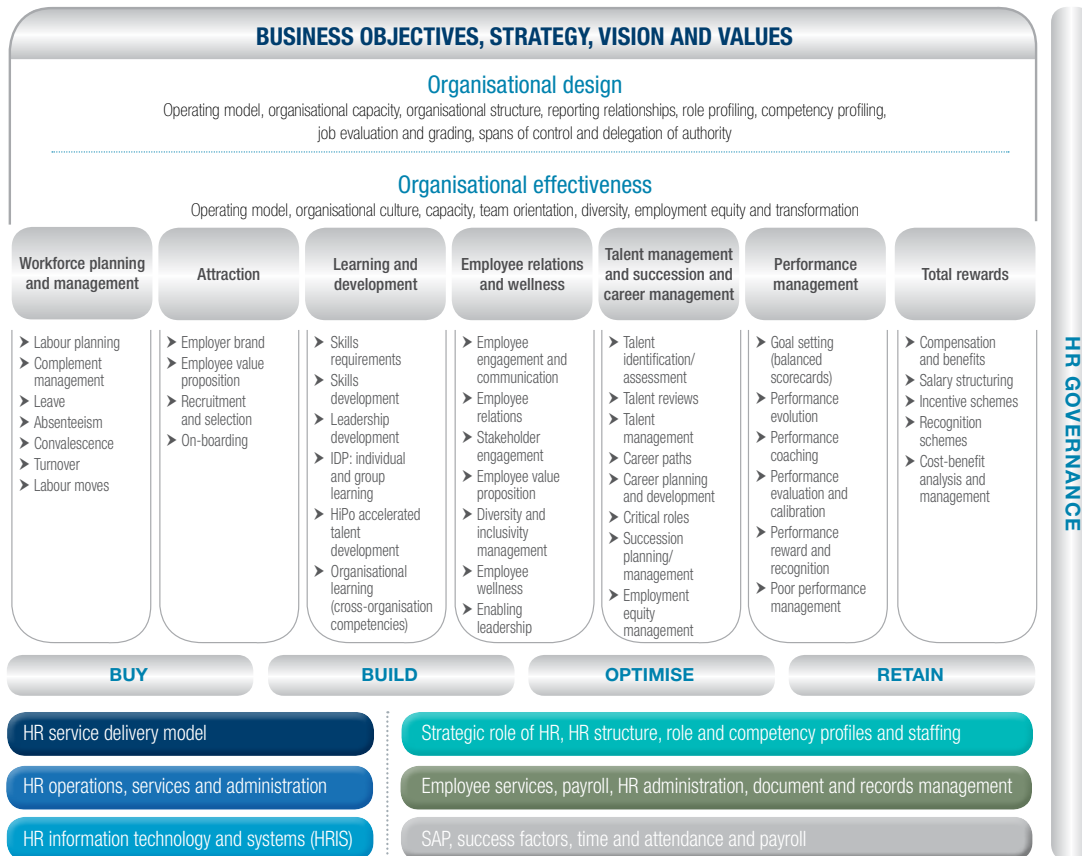 BUSINESS OBJECTIVES, STRATEGY, VISION AND VALUES
Organisational design
Operating model, organisational capacity, organisational structure, reporting relationships, role profiling, competency profiling,
job evaluation and grading, spans of control and delegation of authority
Organisational effectiveness
Operating model, organisational culture, capacity, team orientation, diversity, employment equity and transformation
Workforce planning
and management
➤ Labour planning
➤ Complement
management
➤ Leave
➤ Absenteeism
➤ Convalescence
➤ Turnover
➤ Labour moves
Attraction
➤ Employer brand
➤ Employee value
proposition
➤ Recruitment
and selection
➤ On-boarding
Learning and
development
➤ Skills
requirements
➤ Skills
development
➤ Leadership
development
➤ IDP: individual
and group
learning
➤ HiPo accelerated
talent
development
➤ Organisational
learning
(cross-organisation
competencies)
Employee relations
and wellness
➤ Employee
engagement and
communication
➤ Employee
relations
➤ Stakeholder
engagement
➤ Employee value
proposition
➤ Diversity and
inclusivity
management
➤ Employee
wellness
➤ Enabling
leadership
Talent management
and succession and
career management
➤ Talent
identification/
assessment
➤ Talent reviews
➤ Talent
management
➤ Career paths
➤ Career planning
and development
➤ Critical roles
➤ Succession
planning/
management
➤ Employment
equity
management
Performance
management
➤ Goal setting
(balanced
scorecards)
➤ Performance
evolution
➤ Performance
coaching
➤ Performance
evaluation and
calibration
➤ Performance
reward and
recognition
➤ Poor performance
management
Total rewards
➤ Compensation
and benefits
➤ Salary structuring
➤ Incentive schemes
➤ Recognition
schemes
➤ Cost-benefit
analysis and
management
HR GOVERNANCE
BUY
BUILD
OPTIMISE
RETAIN
HR service delivery model
Strategic role of HR, HR structure, role and competency profiles and staffing
HR operations, services and administration
Employee services, payroll, HR administration, document and records management
HR information technology and systems (HRIS)
SAP, success factors, time and attendance and payroll